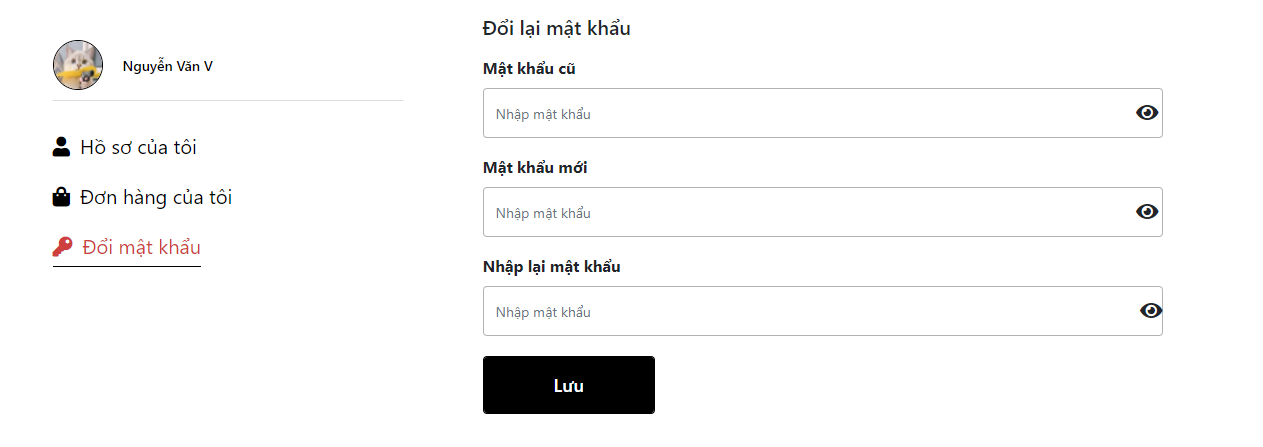 Nguyễn Văn V
Hồ sơ của tôi
Đơn hàng của tôi
Đổi mật khẩu
Đổi lại mật khẩu
Mật khẩu cũ
Nhập mật khẩu
Mật khẩu mới
Nhập mật khẩu
Nhập lại mật khẩu
Nhập mật khẩu
Lưu